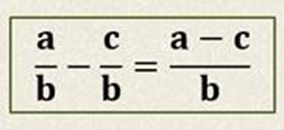 a/b − c/b = (a − c)/b